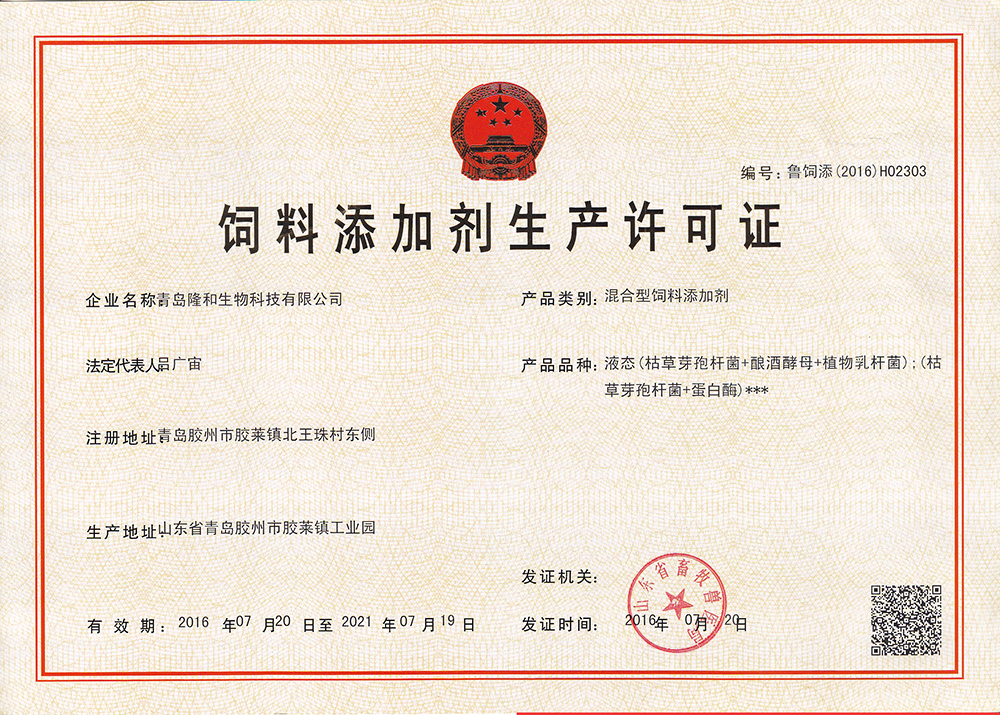 编号：鲁饲添(2016)H02303
饲料添加剂生产许可证
企业名称：青岛隆和生物科技有限公司
产品类别：混合型饲料添加剂
法定代表人：吕广宙
产品品种：液态(枯草芽孢杆菌+酿酒酵母+植物乳杆菌);(枯
草芽孢杆菌+蛋白酶)***
注册地址：青岛胶州市胶莱镇北王珠村东侧
生产地址：山东省青岛胶州市胶莱镇工业园
发证机关：
山东省畜牧兽医局
有效期：2016年07月20日至2021年07月19日
发证时间：2016年07月20日